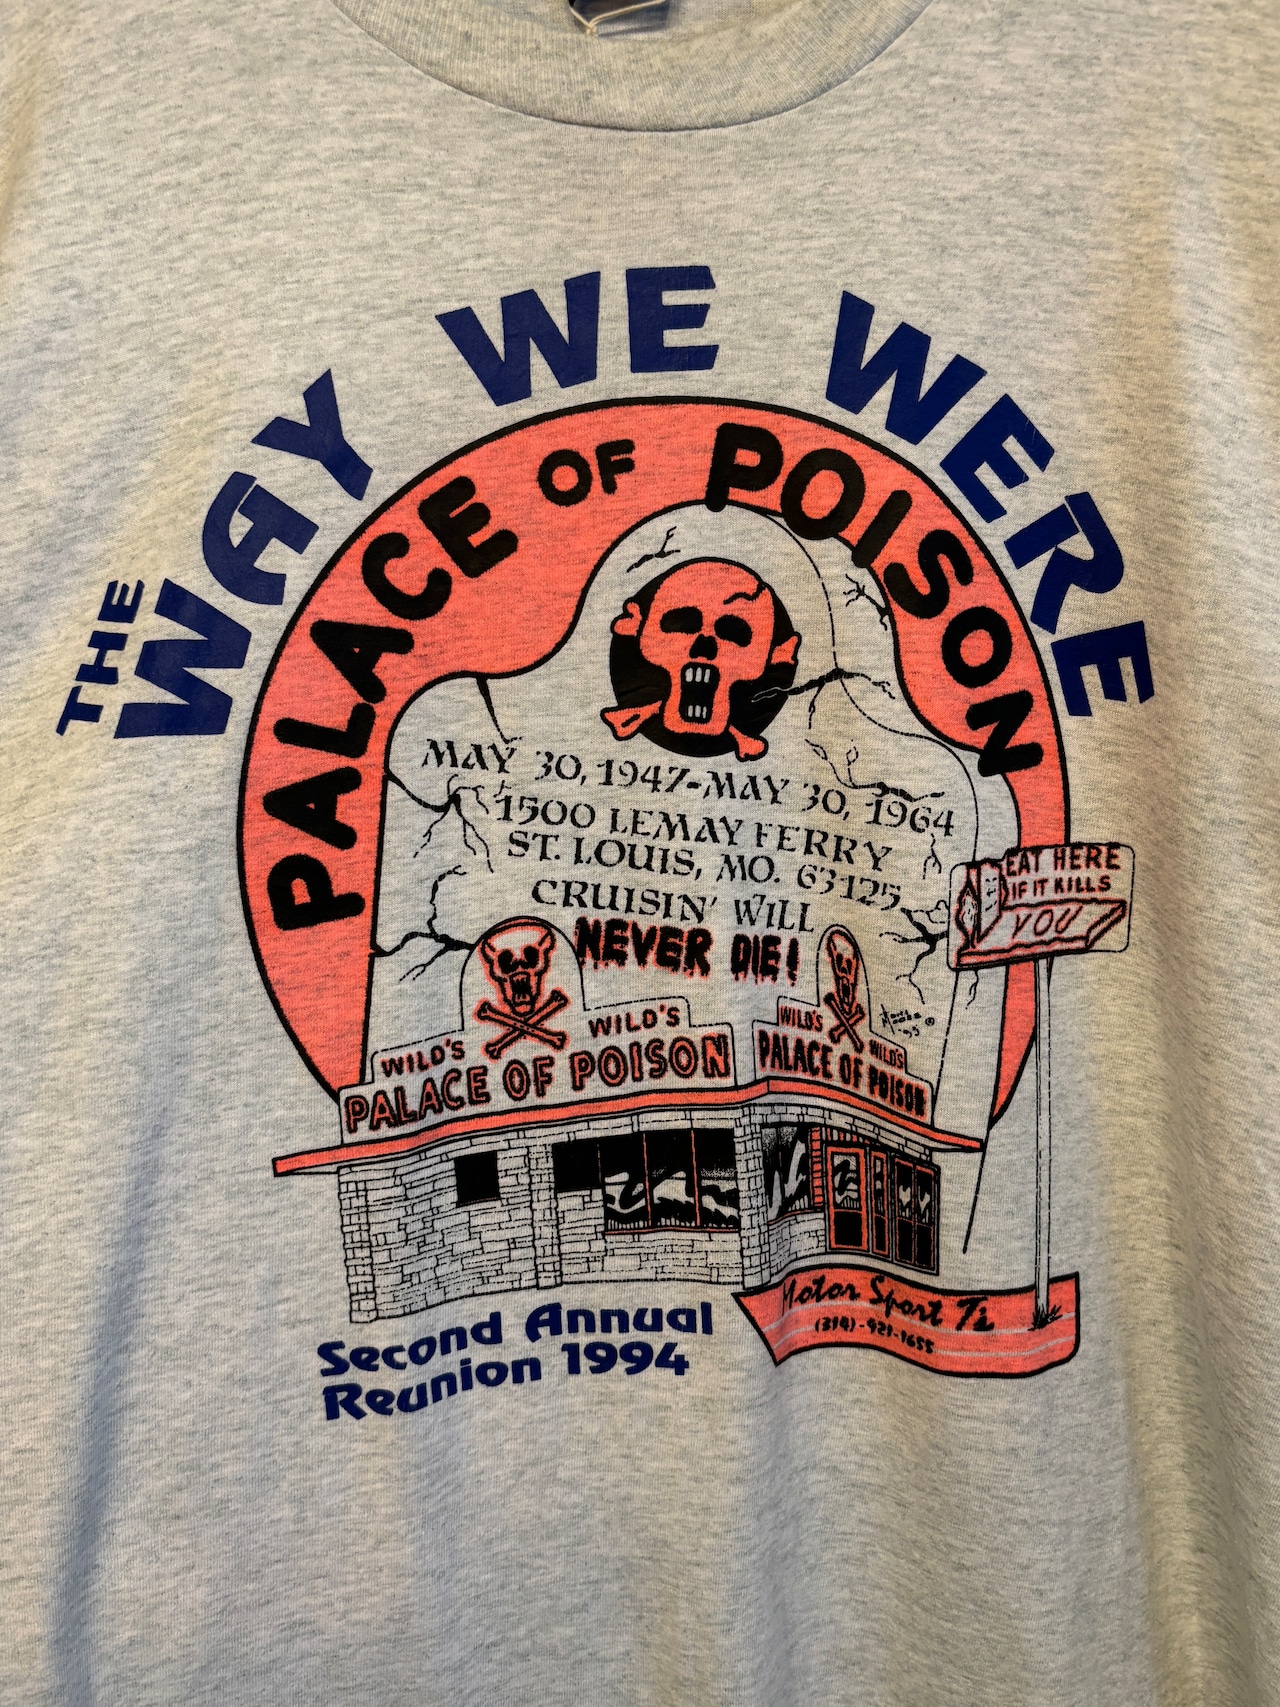 THE WAY WE WERE
PALACE OF POISON
MAY 30, 1947-MAY 30, 1964
1500 LEMAY FERRY
ST. LOUIS, MO. 63125
CRUISIN' WILL
NEVER DIE!
EAT HERE
IF IT KILLS
YOU
WILD'S WILD'S
PALACE OF POISON
WILD'S WILD'S
PALACE OF POISON
Motor Sport T's
(314)-921-1655
Second Annual
Reunion 1994